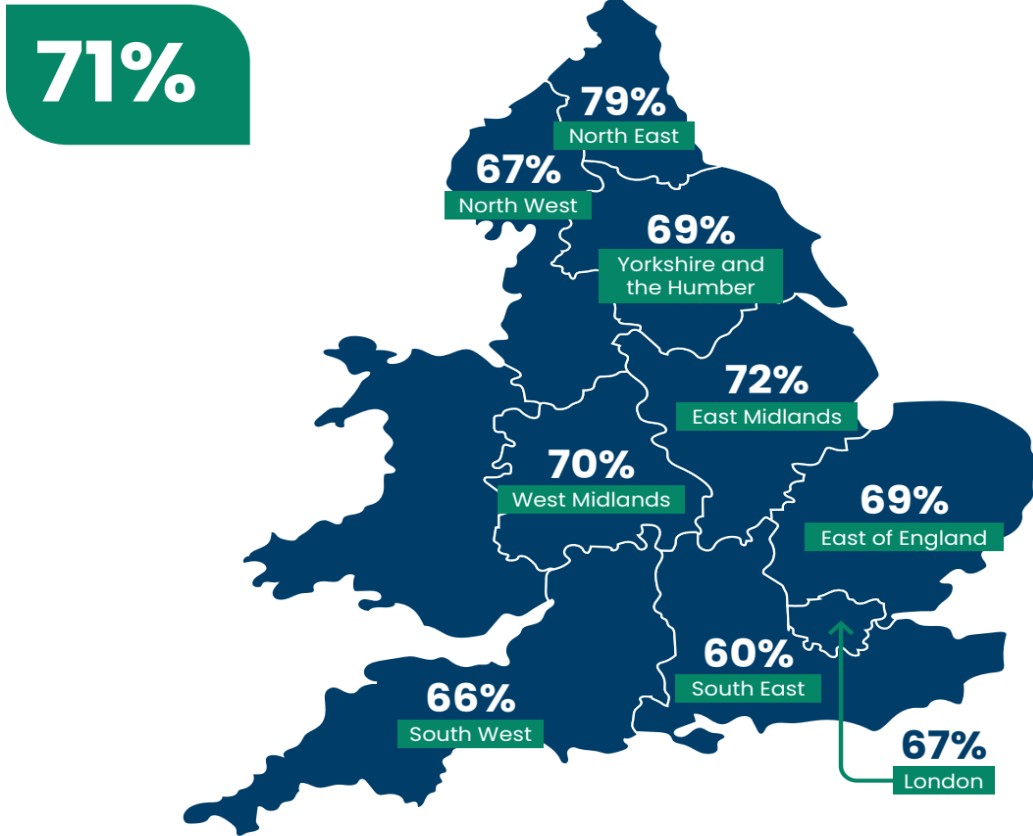 71%
79%
North East
67%
North West
69%
Yorkshire and
the Humber
72%
East Midlands
70%
West Midlands
69%
East of England
60%
South East
66%
South West
67%
London